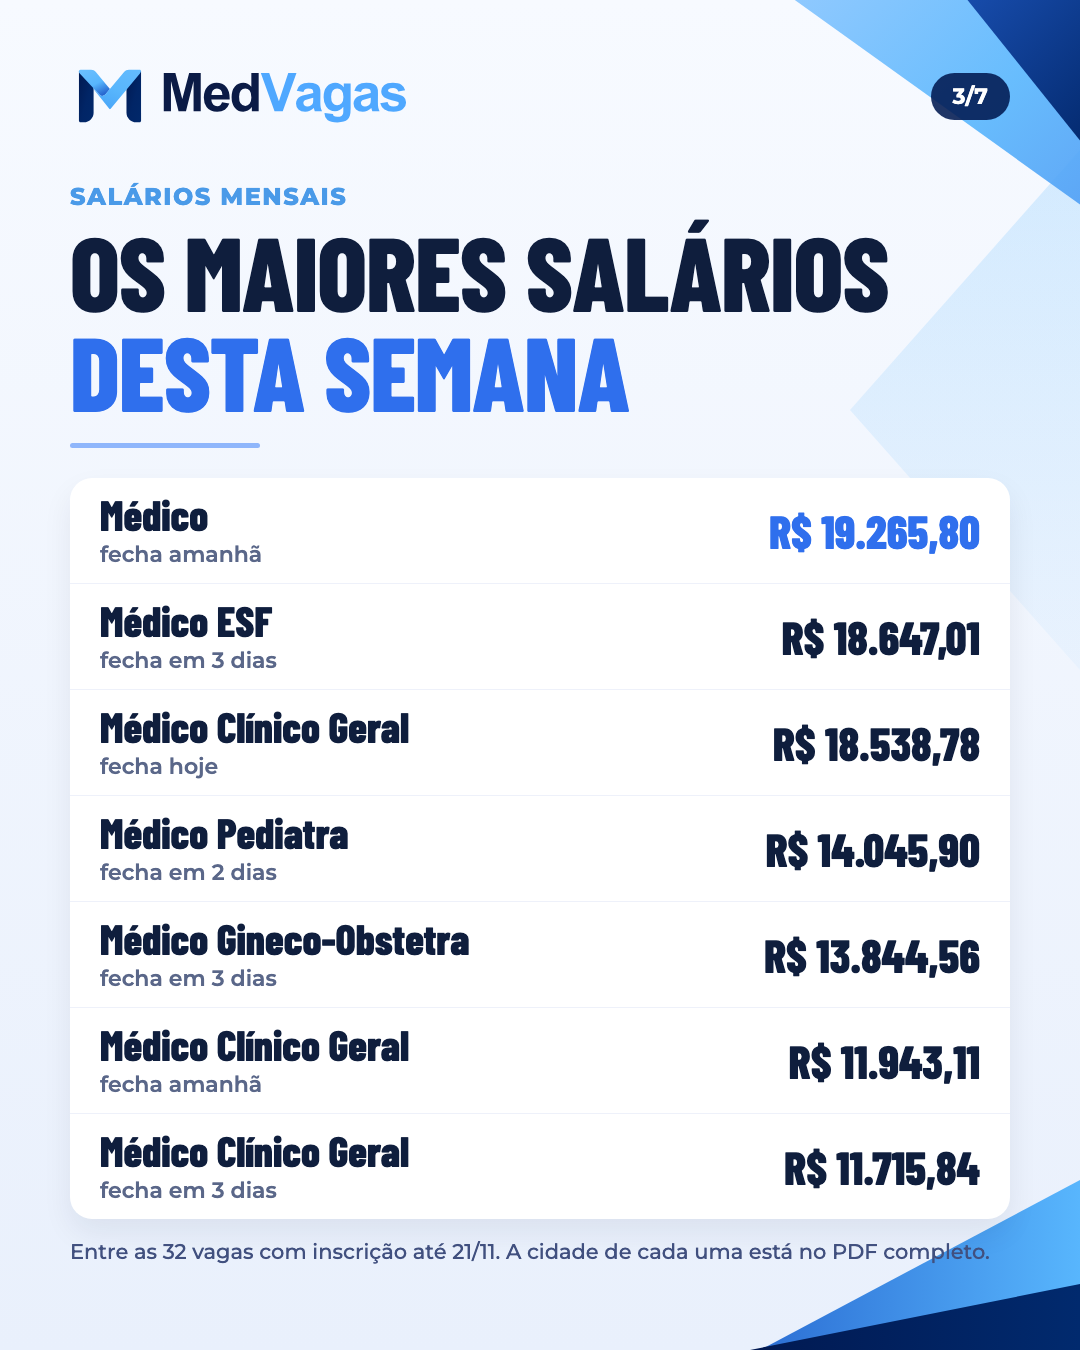 MedVagas
3/7
SALÁRIOS MENSAIS
OS MAIORES SALÁRIOS
DESTA SEMANA
Médico
fecha amanhã
R$ 19.265,80
Médico ESF
fecha em 3 dias
R$ 18.647,01
Médico Clínico Geral
fecha hoje
R$ 18.538,78
Médico Pediatra
fecha em 2 dias
R$ 14.045,90
Médico Gineco-Obstetra
fecha em 3 dias
R$ 13.844,56
Médico Clínico Geral
fecha amanhã
R$ 11.943,11
Médico Clínico Geral
fecha em 3 dias
R$ 11.715,84
Entre as 32 vagas com inscrição até 21/11. A cidade de cada uma está no PDF completo.